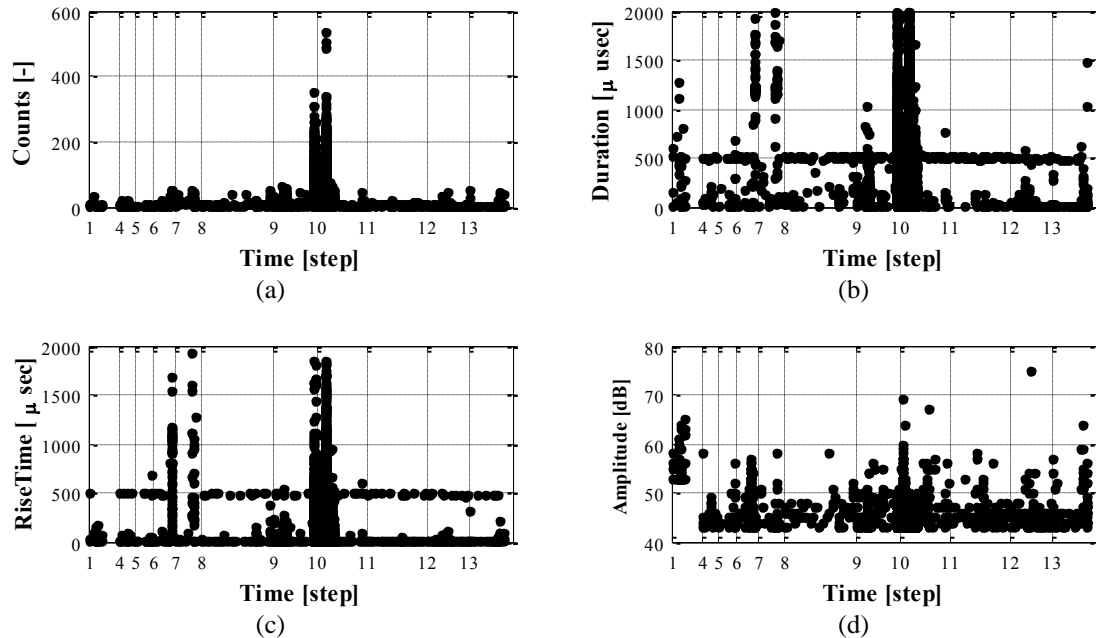 Counts [-]
600
400
200
0
1 4 5 6 7 8 9 10 11 12 13
Time [step]
(a)
Duration [ μ usec]
2000
1500
1000
500
0
1 4 5 6 7 8 9 10 11 12 13
Time [step]
(b)
RiseTime [ μ sec]
2000
1500
1000
500
0
1 4 5 6 7 8 9 10 11 12 13
Time [step]
(c)
Amplitude [dB]
80
70
60
50
40
1 4 5 6 7 8 9 10 11 12 13
Time [step]
(d)